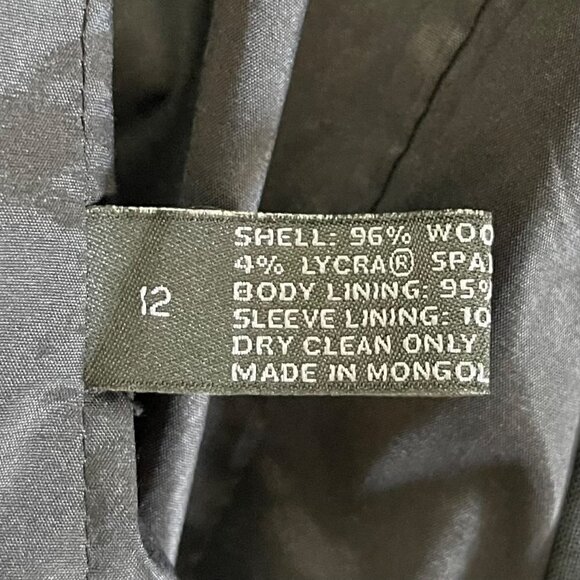 12
SHELL: 96% WOO
4% LYCRA® SPA
BODY LINING: 95%
SLEEVE LINING: 10
DRY CLEAN ONLY
MADE IN MONGOL